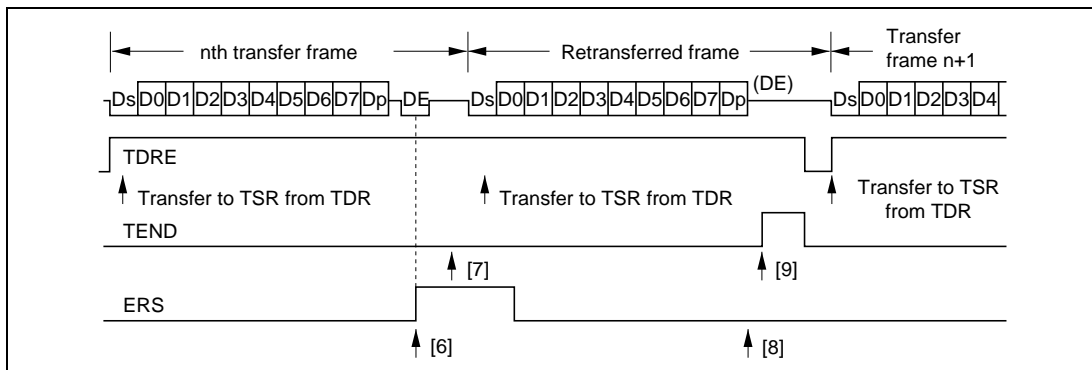 nth transfer frame
Retransferred frame
Transfer
frame n+1
Ds D0 D1 D2 D3 D4 D5 D6 D7 Dp DE
Ds D0 D1 D2 D3 D4 D5 D6 D7 Dp (DE)
Ds D0 D1 D2 D3 D4
TDRE
Transfer to TSR from TDR
Transfer to TSR from TDR
Transfer to TSR
from TDR
TEND
[7]
[9]
ERS
[6]
[8]